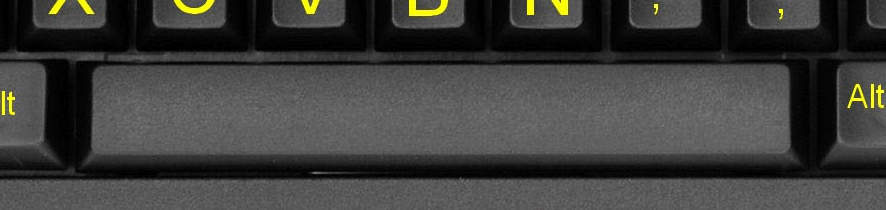 X C V B N , ,
lt Alt